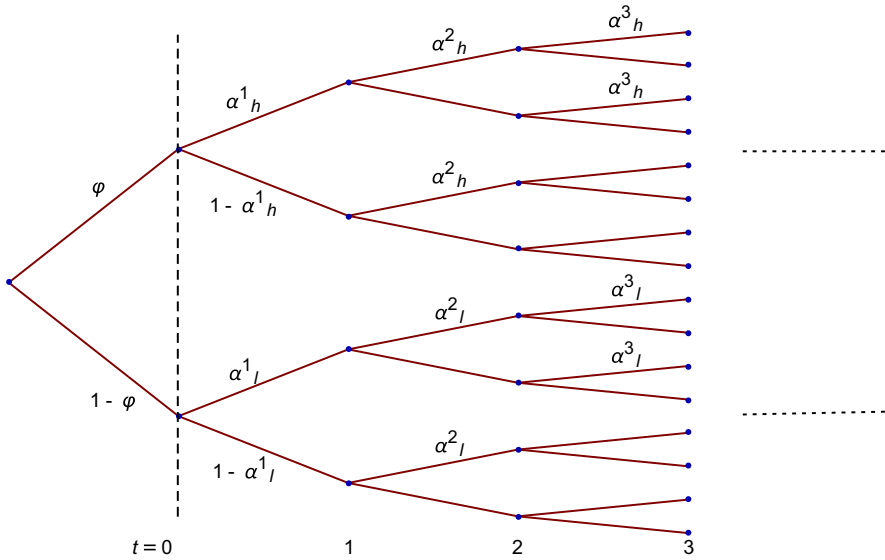 α³h
α²h
α³h
α¹h
φ
α²h
1 - α¹h
α³l
α²l
α³l
α¹l
1 - φ
α²l
1 - α¹l
t = 0 1 2 3